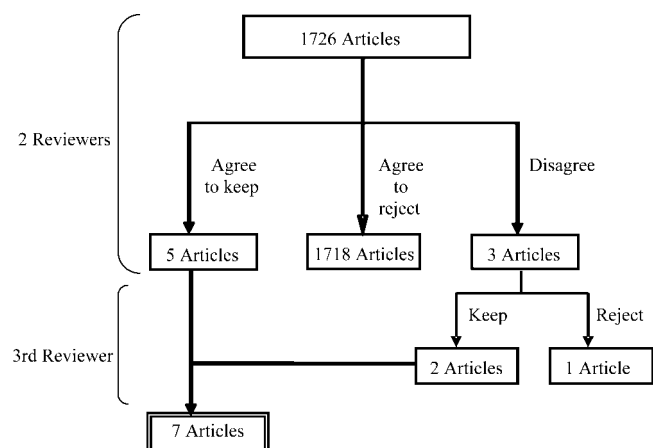 1726 Articles
2 Reviewers
Agree
to keep
Agree
to
reject
Disagree
5 Articles
1718 Articles
3 Articles
Keep
Reject
3rd Reviewer
2 Articles
1 Article
7 Articles